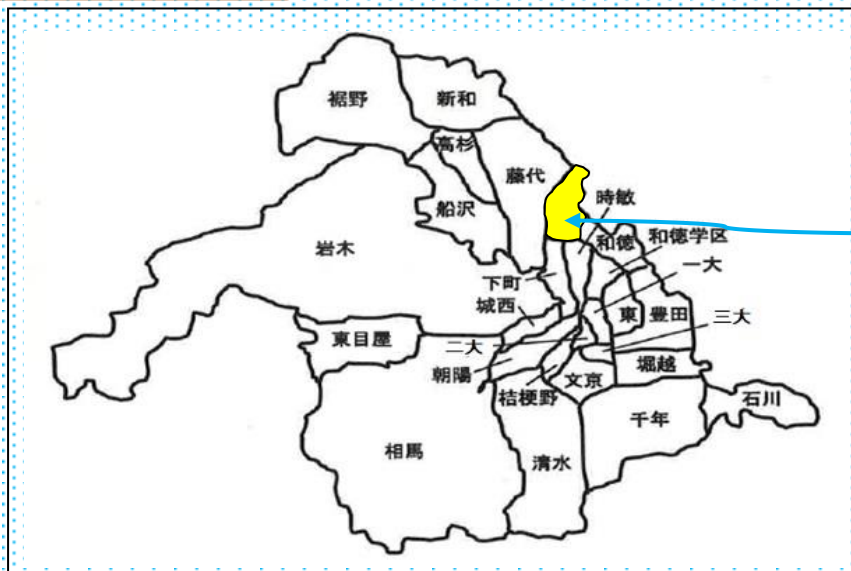 裾野
新和
高杉
藤代
船沢
時敏
岩木
和徳
和徳学区
下町
一大
城西
東
豊田
三大
東目屋
二大
朝陽
堀越
文京
桔梗野
石川
千年
相馬
清水